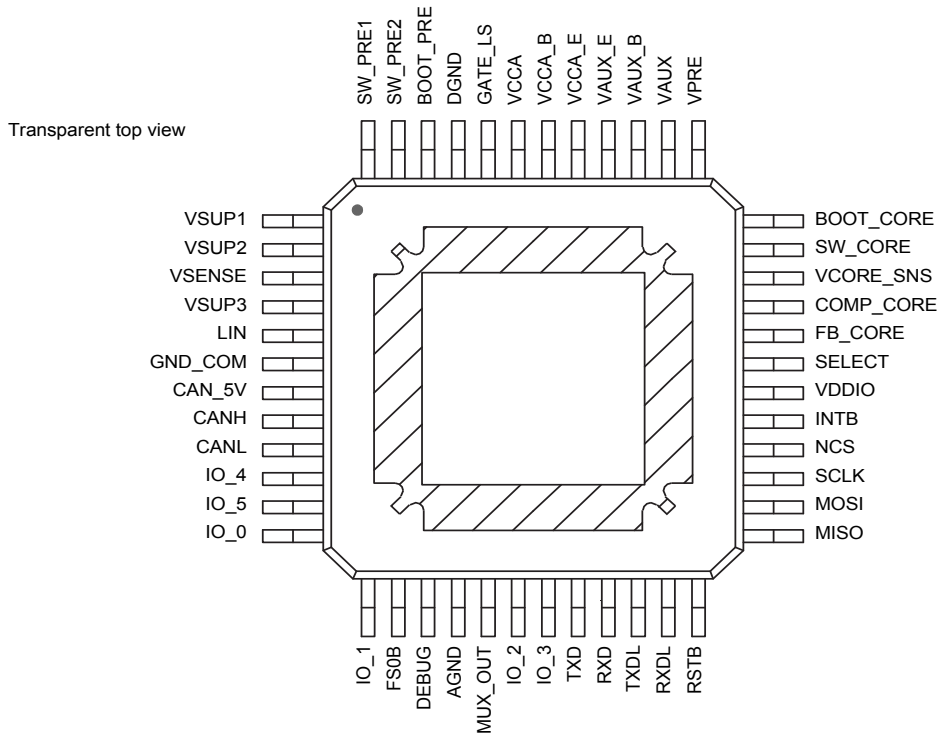 SW_PRE1
SW_PRE2
BOOT_PRE
DGND
GATE_LS
VCCA
VCCA_B
VCCA_E
VAUX_E
VAUX_B
VAUX
VPRE
Transparent top view
VSUP1
VSUP2
VSENSE
VSUP3
LIN
GND_COM
CAN_5V
CANH
CANL
IO_4
IO_5
IO_0
BOOT_CORE
SW_CORE
VCORE_SNS
COMP_CORE
FB_CORE
SELECT
VDDIO
INTB
NCS
SCLK
MOSI
MISO
IO_1
FS0B
DEBUG
AGND
MUX_OUT
IO_2
IO_3
TXD
RXD
TXDL
RXDL
RSTB